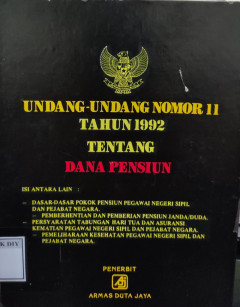 UNDANG-UNDANG NOMOR 11
TAHUN 1992
TENTANG
DANA PENSIUN
ISI ANTARA LAIN :
- DASAR-DASAR POKOK PENSIUN PEGAWAI NEGERI SIPIL
DAN PEJABAT NEGARA.
- PEMBERHENTIAN DAN PEMBERIAN PENSIUN JANDA/DUDA.
- PERSYARATAN TABUNGAN HARI TUA DAN ASURANSI
KEMATIAN PEGAWAI NEGERI SIPIL DAN PEJABAT NEGARA.
- PEMELIHARAAN KESEHATAN PEGAWAI NEGERI SIPIL DAN
PEJABAT NEGARA.
PENERBIT
ARMAS DUTA JAYA